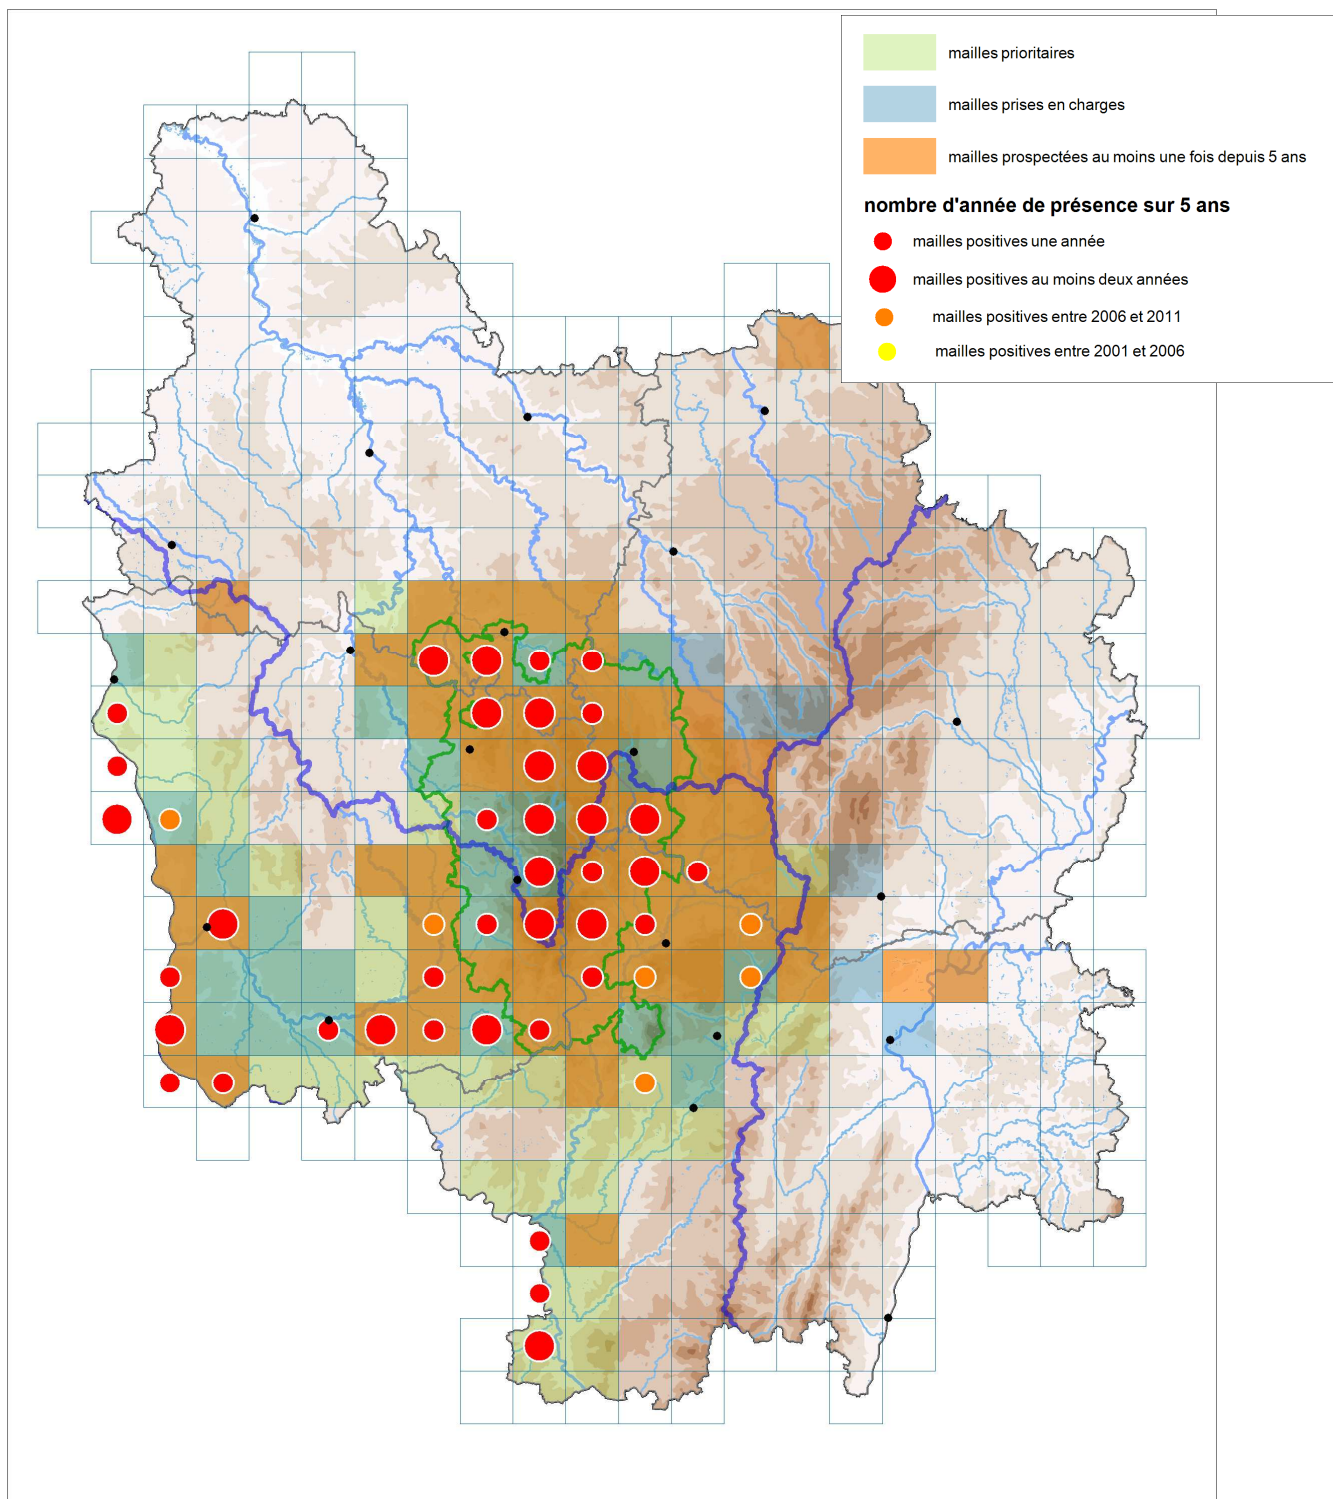 mailles prioritaires
mailles prises en charges
mailles prospectées au moins une fois depuis 5 ans
nombre d'année de présence sur 5 ans
mailles positives une année
mailles positives au moins deux années
mailles positives entre 2006 et 2011
mailles positives entre 2001 et 2006